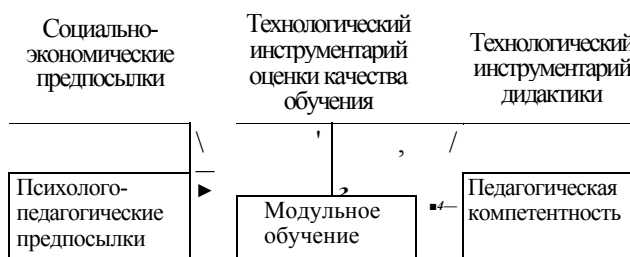 Социально-
экономические
предпосылки
Технологический
инструментарий
оценки качества
обучения
Технологический
инструментарий
дидактики
Психолого-
педагогические
предпосылки
Модульное
обучение
Педагогическая
компетентность